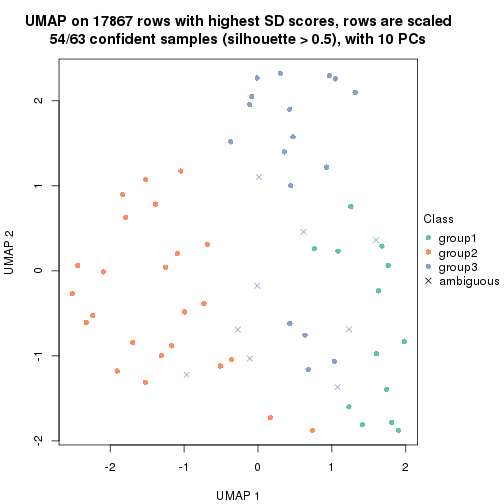 UMAP on 17867 rows with highest SD scores, rows are scaled
54/63 confident samples (silhouette > 0.5), with 10 PCs
2
1
0
-1
-2
UMAP 2
-2
-1
0
1
2
UMAP 1
Class
group1
group2
group3
ambiguous